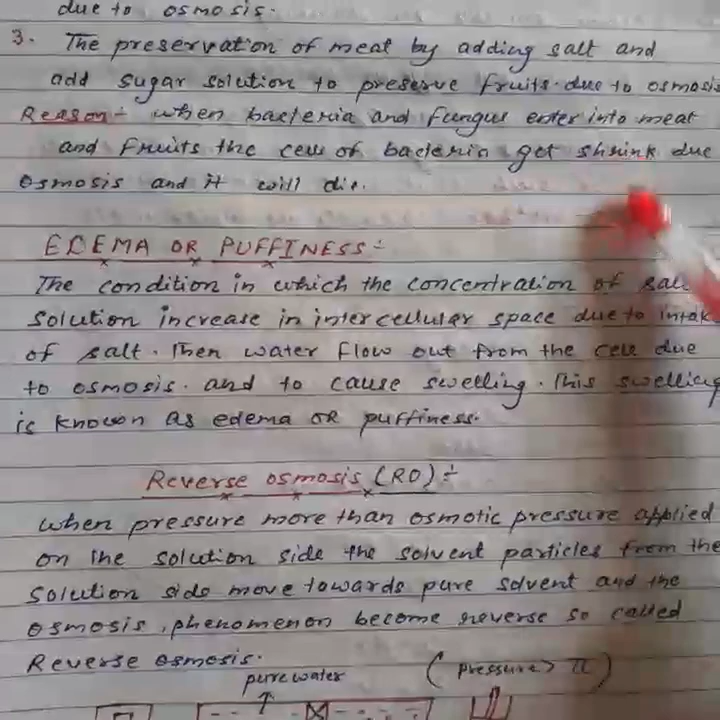 due to osmosis.
3. The preservation of meat by adding salt and
add sugar solution to preserve fruits due to osmosis
Reason :- when bacteria and fungus enter into meat
and fruits the cell of bacteria get shrink due
osmosis and it will die.
EDEMA OR PUFFINESS :-
The condition in which the concentration of salt
solution increase in intercellular space due to intak
of salt. Then water flow out from the cell due
to osmosis. and to cause swelling. This swelling
is known as edema OR puffiness.
Reverse osmosis (RO) :-
when pressure more than osmotic pressure applied
on the solution side the solvent particles from the
solution side move towards pure solvent and the
osmosis, phenomenon become reverse so called
Reverse osmosis.
(pressure > π)
pure water